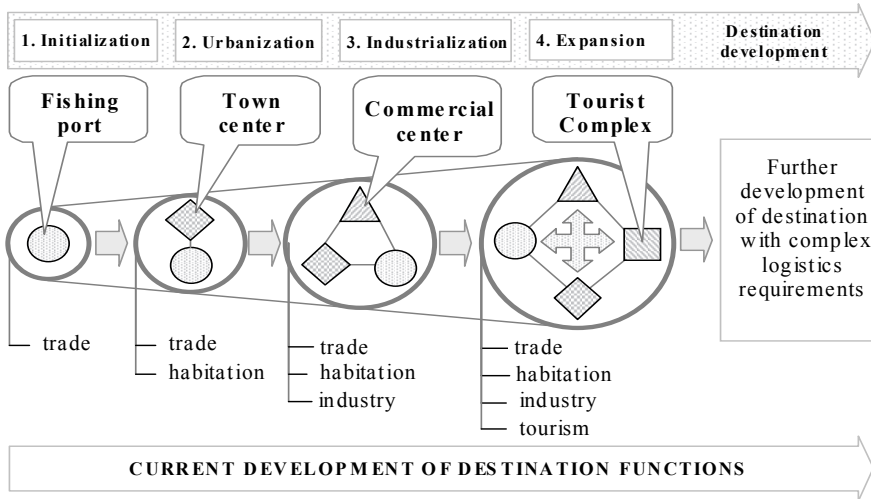 1. Initialization
2. Urbanization
3. Industrialization
4. Expansion
Destination
development
Fishing
port
Town
center
Commercial
center
Tourist
Complex
Further
development
of destination
with complex
logistics
requirements
trade
trade
habitation
trade
habitation
industry
trade
habitation
industry
tourism
CURRENT DEVELOPMENT OF DESTINATION FUNCTIONS